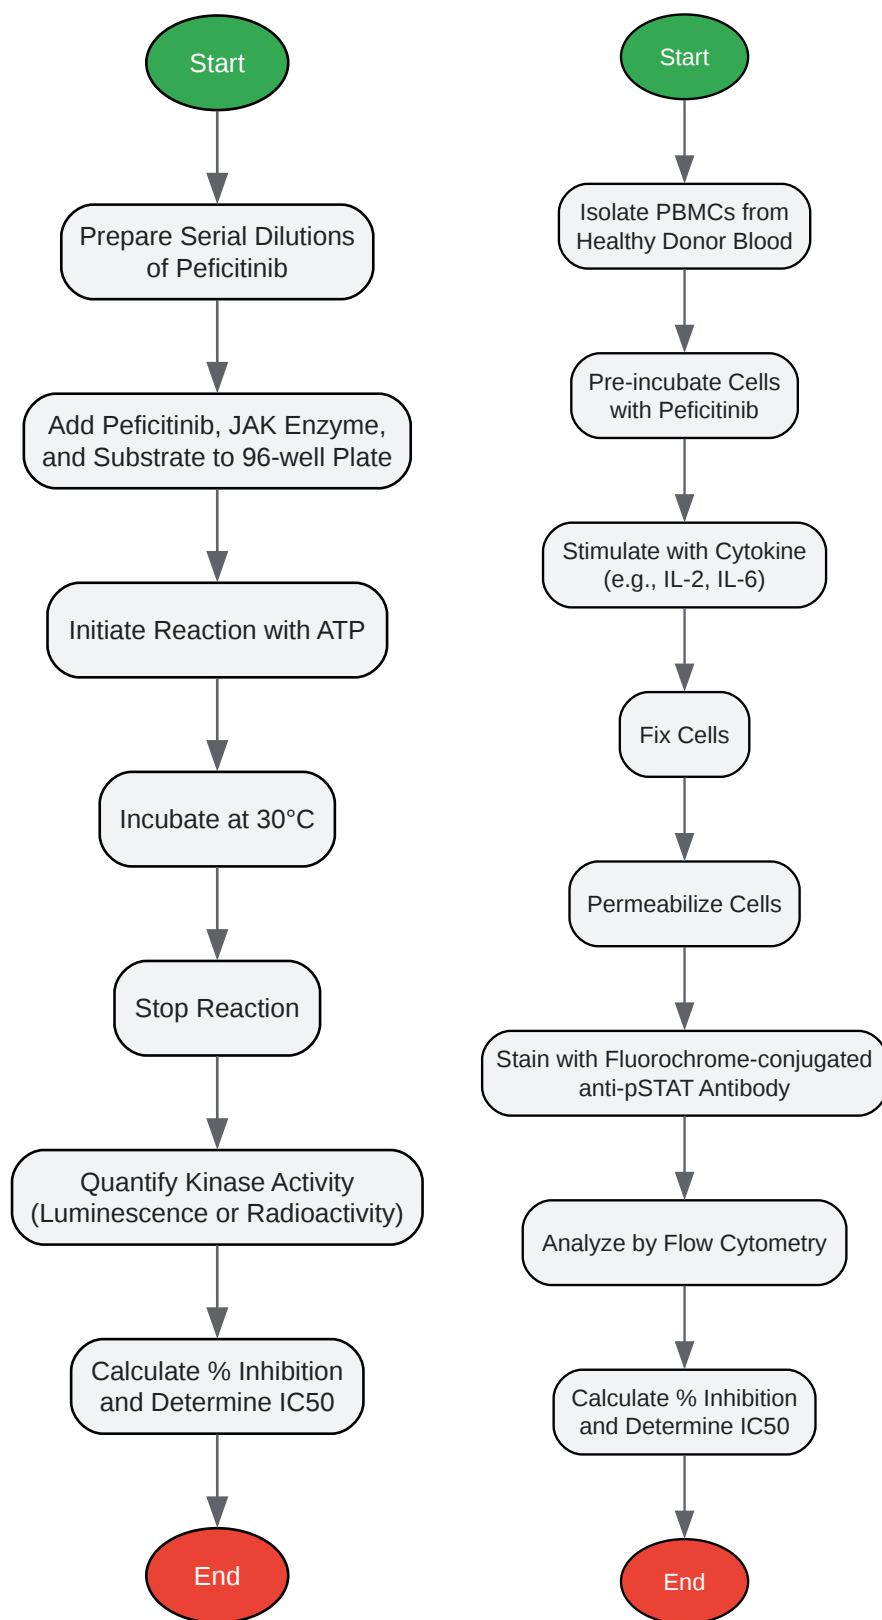 Start
Prepare Serial Dilutions
of Peficitinib
Add Peficitinib, JAK Enzyme,
and Substrate to 96-well Plate
Initiate Reaction with ATP
Incubate at 30°C
Stop Reaction
Quantify Kinase Activity
(Luminescence or Radioactivity)
Calculate % Inhibition
and Determine IC50
End
Start
Isolate PBMCs from
Healthy Donor Blood
Pre-incubate Cells
with Peficitinib
Stimulate with Cytokine
(e.g., IL-2, IL-6)
Fix Cells
Permeabilize Cells
Stain with Fluorochrome-conjugated
anti-pSTAT Antibody
Analyze by Flow Cytometry
Calculate % Inhibition
and Determine IC50
End